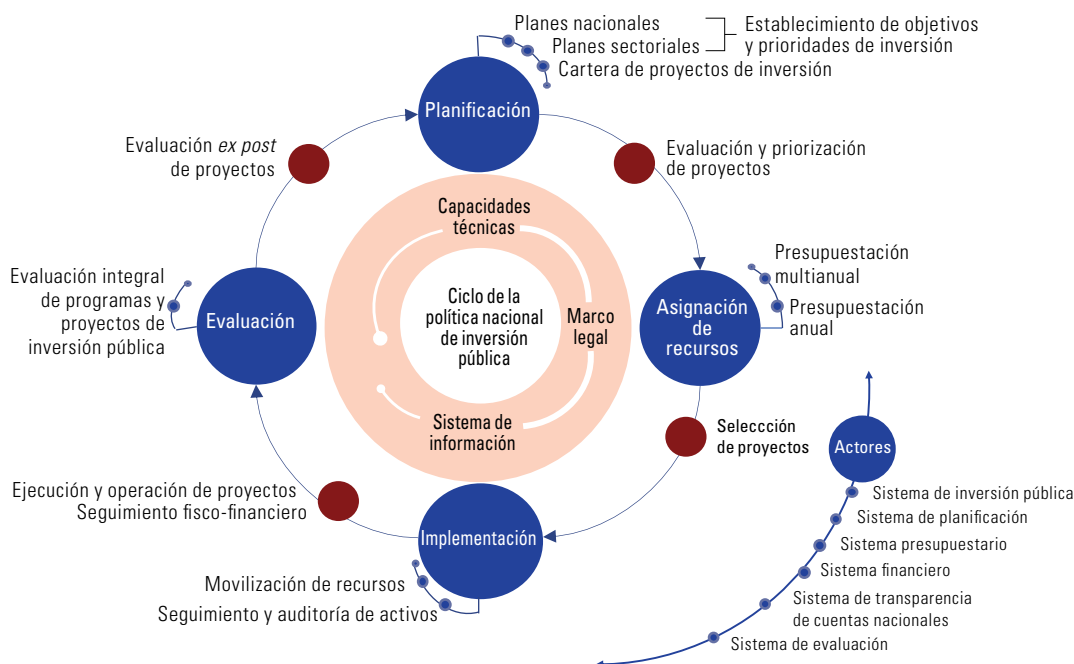 Planes nacionales
Planes sectoriales
Establecimiento de objetivos
y prioridades de inversión
Cartera de proyectos de inversión
Planificación
Evaluación ex post
de proyectos
Evaluación y priorización
de proyectos
Capacidades
técnicas
Presupuestación
multianual
Presupuestación
anual
Evaluación integral
de programas y
proyectos de
inversión pública
Evaluación
Ciclo de la
política nacional
de inversión
pública
Marco
legal
Asignación
de
recursos
Sistema de
información
Seleccción
de proyectos
Actores
Ejecución y operación de proyectos
Seguimiento fisco-financiero
Implementación
Movilización de recursos
Seguimiento y auditoría de activos
Sistema de inversión pública
Sistema de planificación
Sistema presupuestario
Sistema financiero
Sistema de transparencia
de cuentas nacionales
Sistema de evaluación